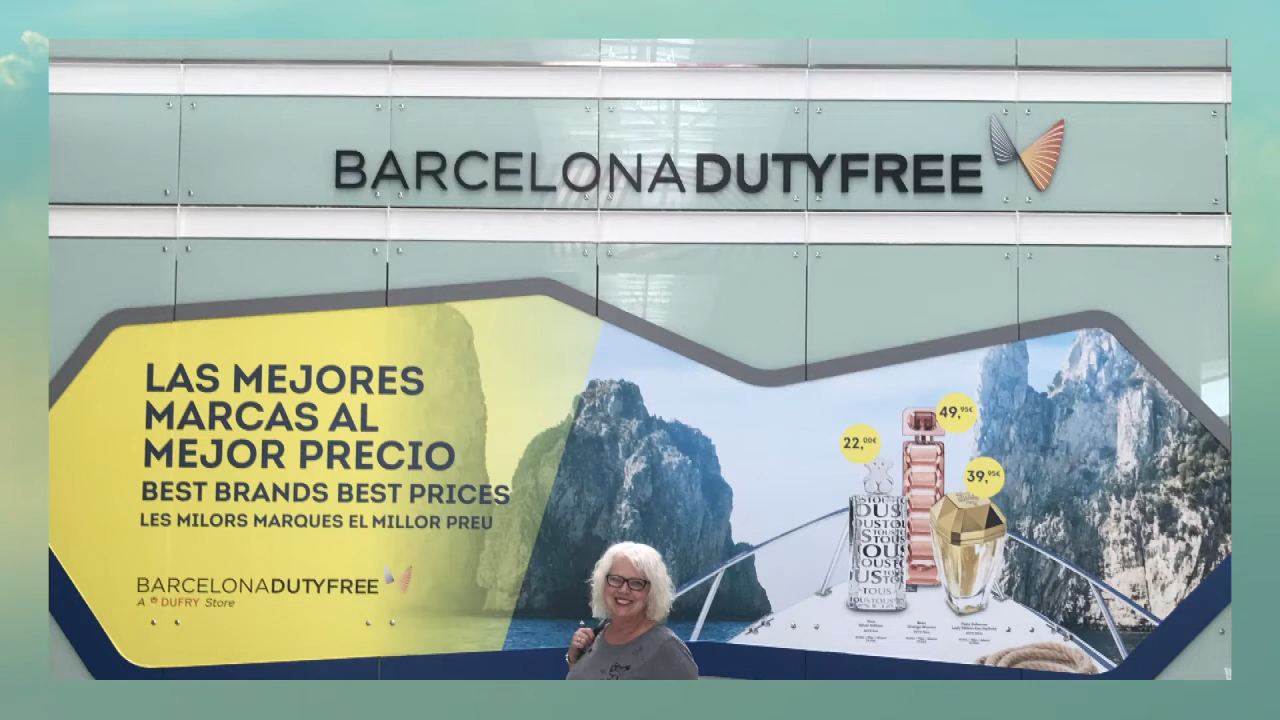 BARCELONADUTYFREE
LAS MEJORES
MARCAS AL
MEJOR PRECIO
BEST BRANDS BEST PRICES
LES MILORS MARQUES EL MILLOR PREU
BARCELONADUTYFREE
A DUFRY Store
49,95€
22,00€
39,95€
TOUS